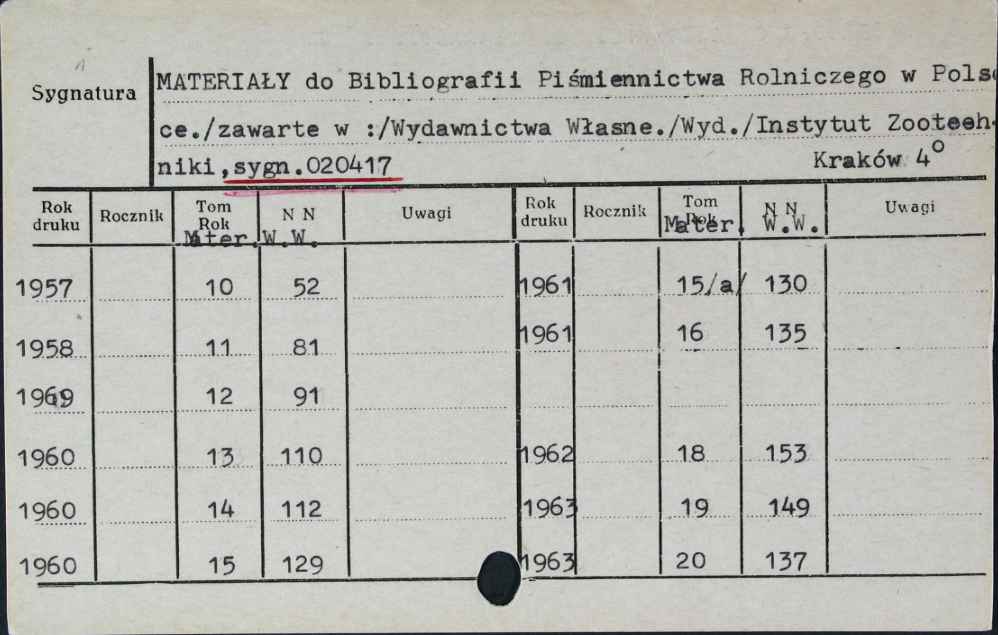 Sygnatura
MATERIAŁY do Bibliografii Piśmiennictwa Rolniczego w Pols
ce./zawarte w :/Wydawnictwa Własne./Wyd./Instytut Zootech
niki,sygn.020417 Kraków 4°
Rok druku Rocznik Tom Rok N N Uwagi Rok druku Rocznik Tom Rok N N Uwagi
Mater. W.W. Mater. W.W.
1957 10 52 1961 15/a/ 130
1958 11 81 1961 16 135
12 91
1960 13 110 1962 18 153
1960 14 112 1963 19 149
1960 15 129 1963 20 137